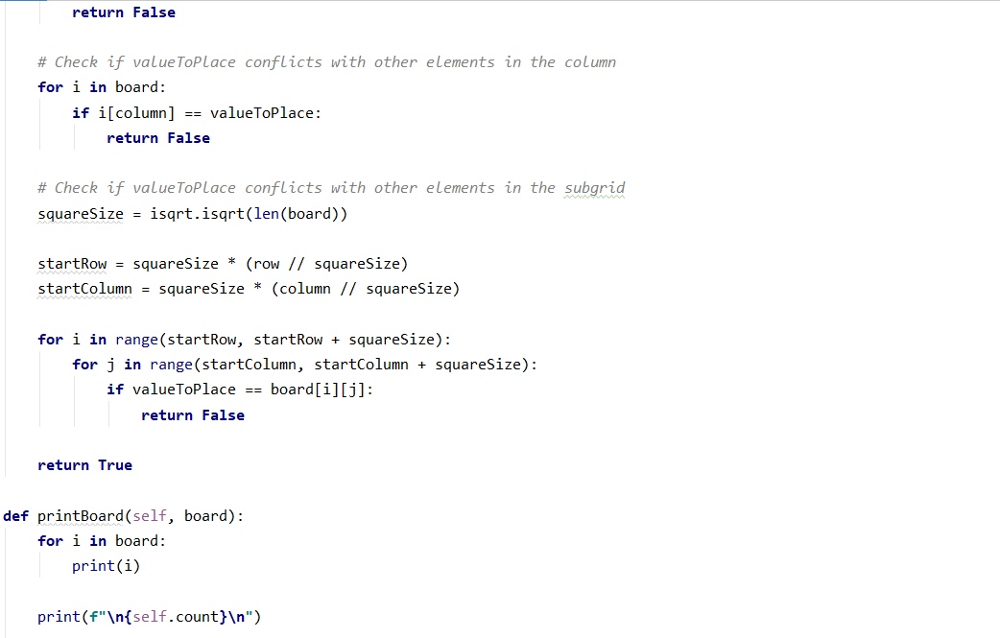 return False
# Check if valueToPlace conflicts with other elements in the column
for i in board:
if i[column] == valueToPlace:
return False
# Check if valueToPlace conflicts with other elements in the subgrid
squareSize = isqrt.isqrt(len(board))
startRow = squareSize * (row // squareSize)
startColumn = squareSize * (column // squareSize)
for i in range(startRow, startRow + squareSize):
for j in range(startColumn, startColumn + squareSize):
if valueToPlace == board[i][j]:
return False
return True
def printBoard(self, board):
for i in board:
print(i)
print(f"\n{self.count}\n")